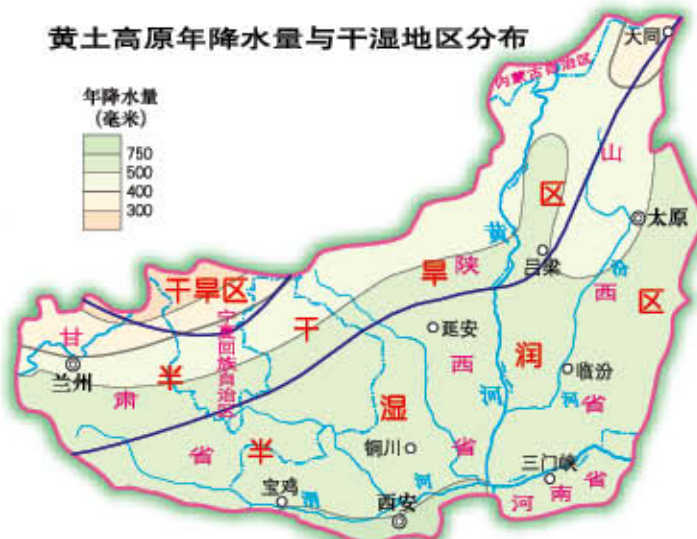 黄土高原年降水量与干湿地区分布
年降水量
(毫米)
750
500
400
300
大同
内蒙古自治区
山
西
省
太原
汾
河
吕梁
黄
河
陕
西
省
延安
临汾
干旱区
半
干
旱
区
半
湿
润
区
宁夏回族自治区
甘
肃
省
兰州
铜川
三门峡
宝鸡
渭
河
西安
河
南
省